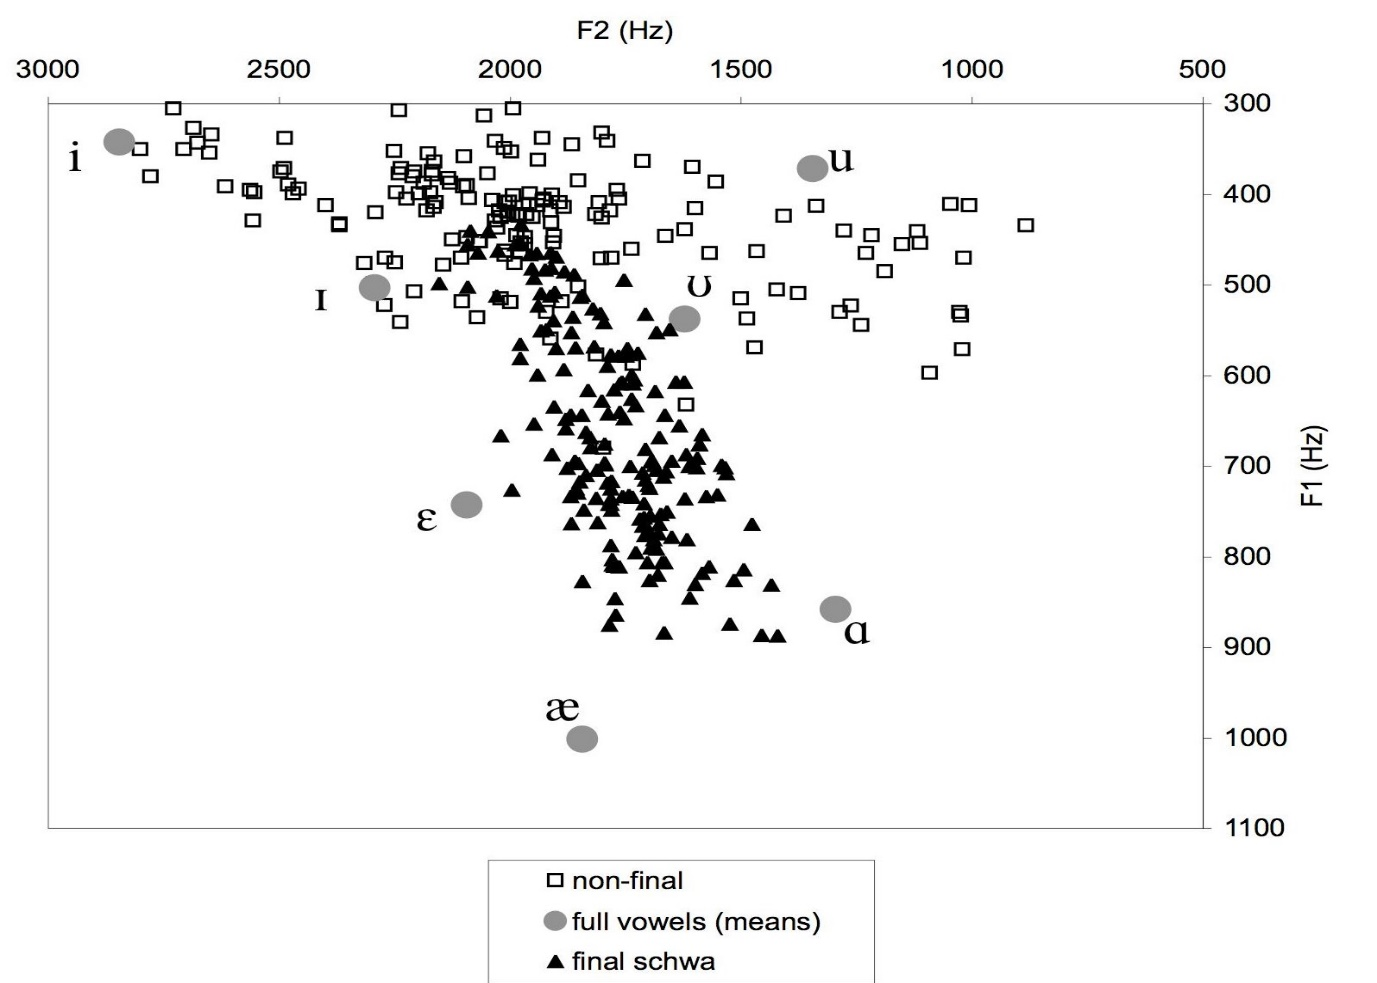 F2 (Hz)
3000 2500 2000 1500 1000 500
300
i u
400
ɪ ʊ 500
600
700
ɛ
F1 (Hz)
800
ɑ
900
æ
1000
1100
non-final
full vowels (means)
final schwa